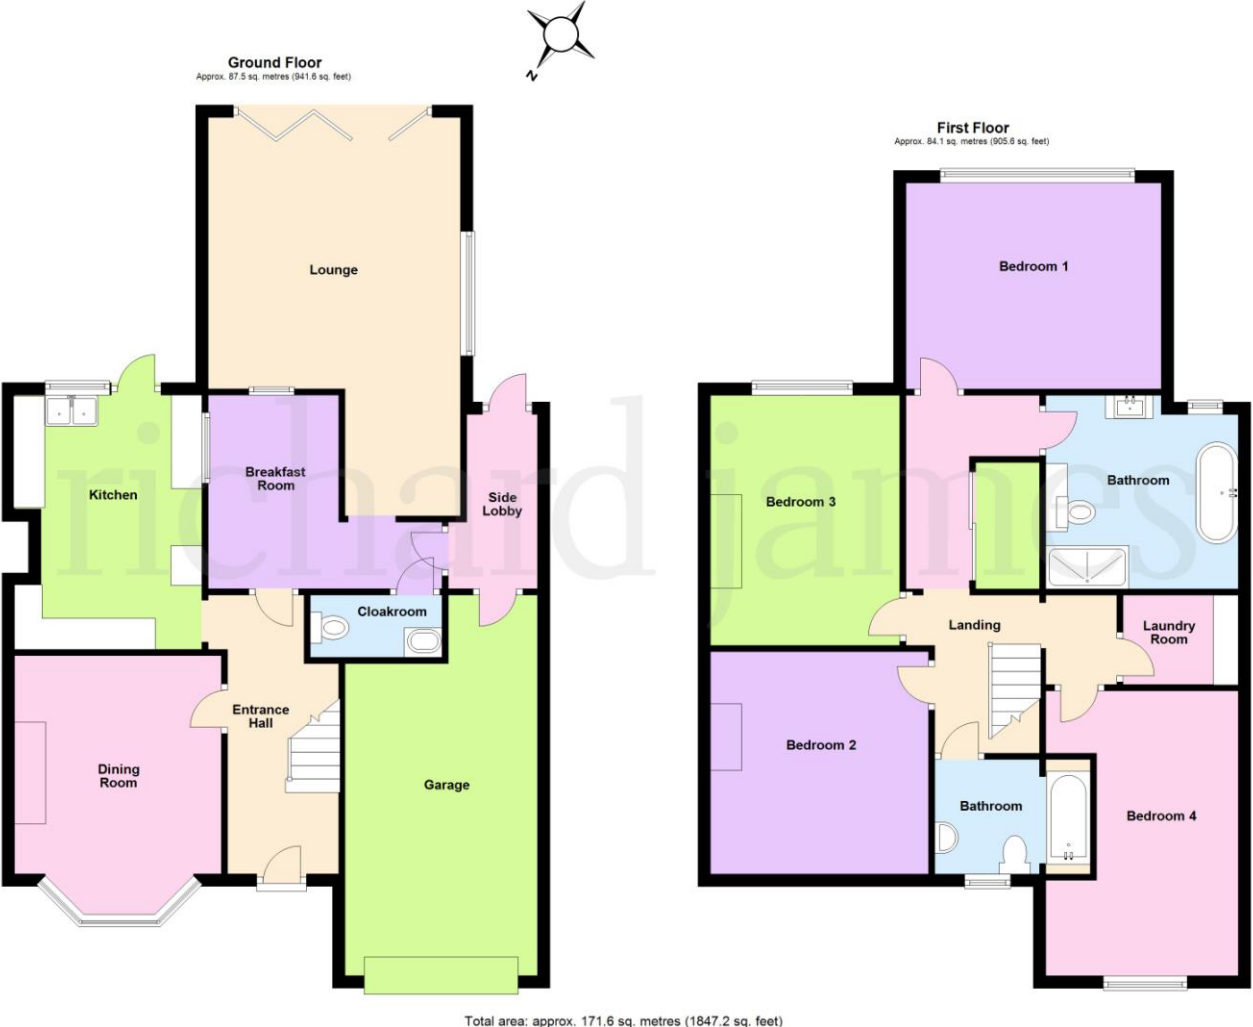 N
Ground Floor
Approx. 87.5 sq. metres (941.6 sq. feet)
Lounge
Kitchen
Breakfast
Room
Side
Lobby
Cloakroom
Entrance
Hall
Dining
Room
Garage
First Floor
Approx. 84.1 sq. metres (905.6 sq. feet)
Bedroom 1
Bedroom 3
Bathroom
Landing
Laundry
Room
Bedroom 2
Bathroom
Bedroom 4
richard james
Total area: approx. 171.6 sq. metres (1847.2 sq. feet)